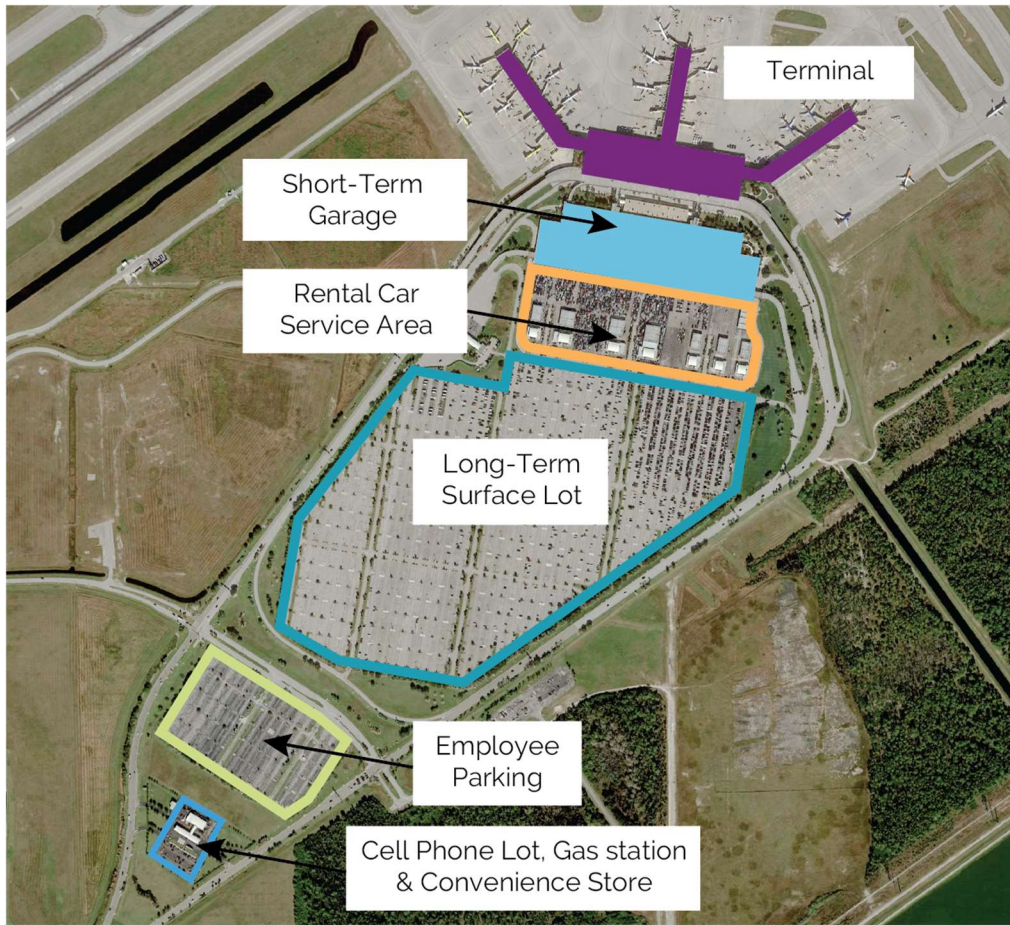 Terminal
Short-Term
Garage
Rental Car
Service Area
Long-Term
Surface Lot
Employee
Parking
Cell Phone Lot, Gas station
& Convenience Store